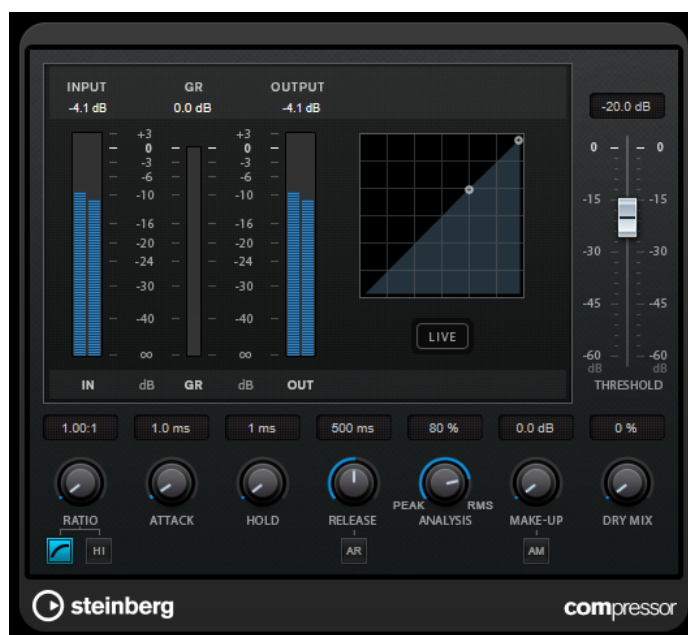 INPUT GR OUTPUT
-4.1 dB 0.0 dB -4.1 dB
-20.0 dB
+3 +3
0 0
-3 -3
-6 -6
-10 -10
-16 -16
-20 -20
-24 -24
-30 -30
-40 -40
∞ ∞
0 0
-15 -15
-30 -30
-45 -45
-60 -60
dB dB
LIVE
IN dB GR dB OUT
THRESHOLD
1.00:1 1.0 ms 1 ms 500 ms 80 % 0.0 dB 0 %
PEAK RMS
RATIO ATTACK HOLD RELEASE ANALYSIS MAKE-UP DRY MIX
HI AR AM
steinberg compressor